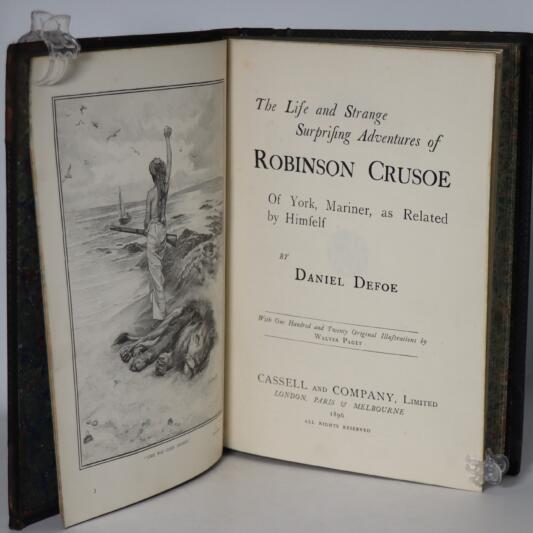 The Life and Strange
Surpriſing Adventures of
ROBINSON CRUSOE
Of York, Mariner, as Related
by Himſelf
BY
DANIEL DEFOE
With One Hundred and Twenty Original Illustrations by
WALTER PAGET
CASSELL AND COMPANY, LIMITED
LONDON, PARIS & MELBOURNE
1896
ALL RIGHTS RESERVED